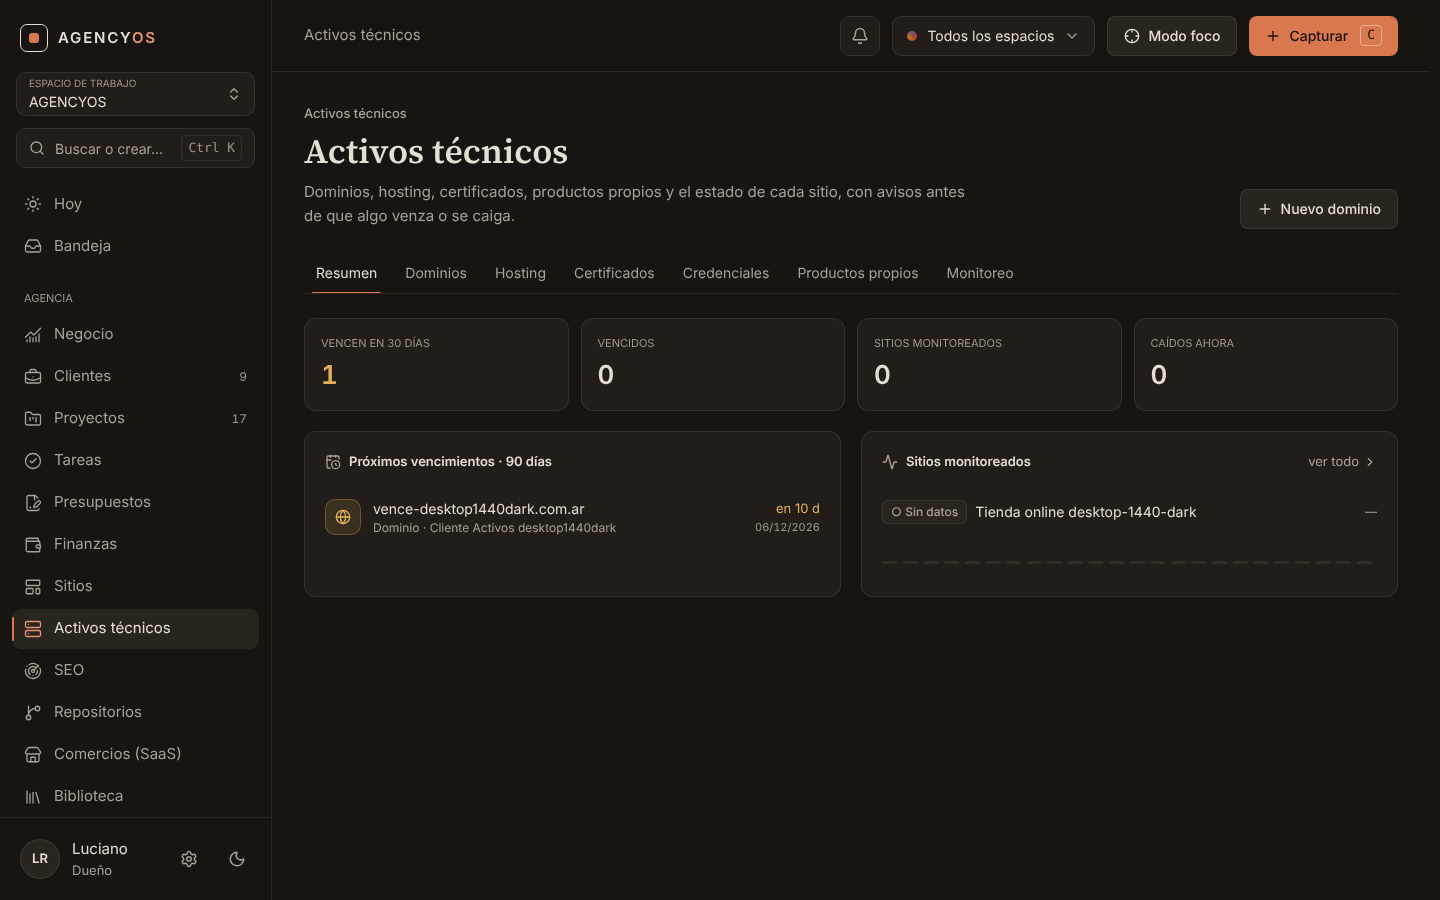 AGENCYOS
ESPACIO DE TRABAJO
AGENCYOS
Buscar o crear... Ctrl K
Hoy
Bandeja
AGENCIA
Negocio
Clientes 9
Proyectos 17
Tareas
Presupuestos
Finanzas
Sitios
Activos técnicos
SEO
Repositorios
Comercios (SaaS)
Biblioteca
LR
Luciano
Dueño
Activos técnicos
Todos los espacios
Modo foco
Capturar C
Activos técnicos
Activos técnicos
Dominios, hosting, certificados, productos propios y el estado de cada sitio, con avisos antes
de que algo venza o se caiga.
Nuevo dominio
Resumen Dominios Hosting Certificados Credenciales Productos propios Monitoreo
VENCEN EN 30 DÍAS
1
VENCIDOS
0
SITIOS MONITOREADOS
0
CAÍDOS AHORA
0
Próximos vencimientos · 90 días
vence-desktop1440dark.com.ar en 10 d
Dominio · Cliente Activos desktop1440dark 06/12/2026
Sitios monitoreados ver todo
Sin datos Tienda online desktop-1440-dark —